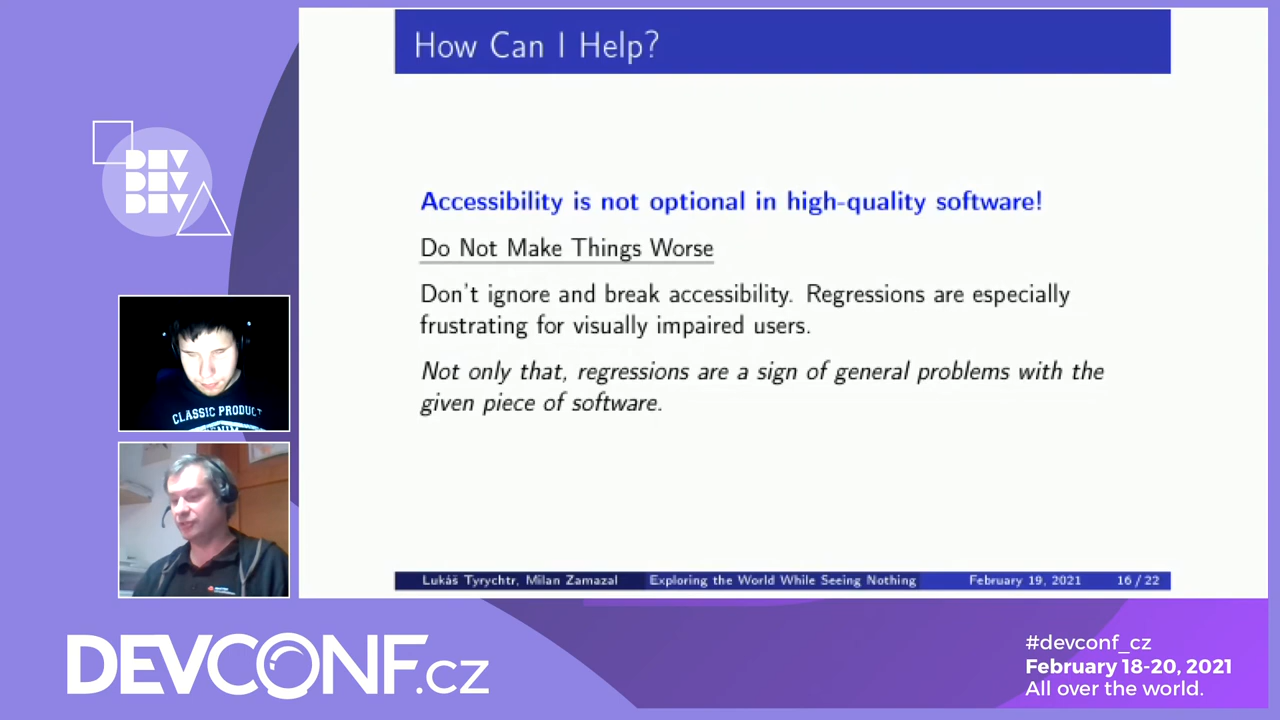 How Can I Help?
Accessibility is not optional in high-quality software!
Do Not Make Things Worse
Don't ignore and break accessibility. Regressions are especially
frustrating for visually impaired users.
Not only that, regressions are a sign of general problems with the
given piece of software.
Lukáš Tyrychtr, Milan Zamazal Exploring the World While Seeing Nothing February 19, 2021 16 / 22
DEV
DEV
DEV
CLASSIC PRODUCT
DEVCONF.cz
#devconf_cz
February 18-20, 2021
All over the world.